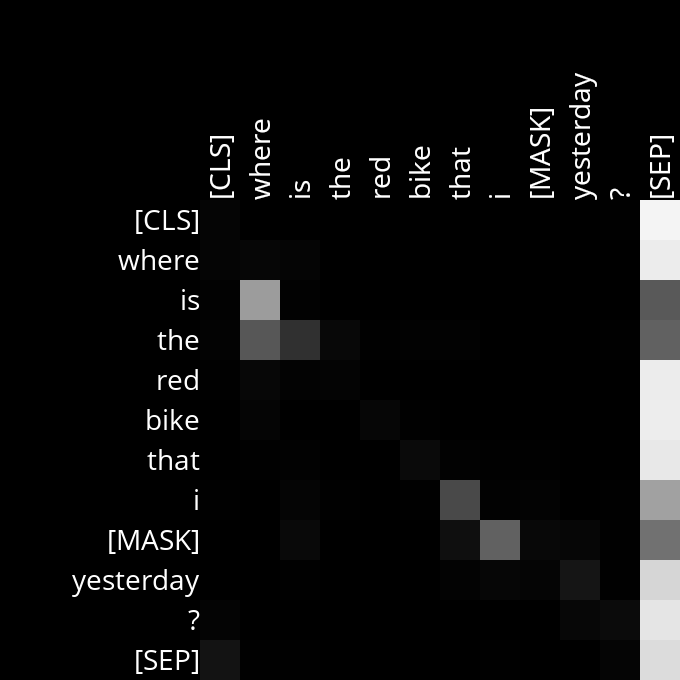 [CLS]
where
is
the
red
bike
that
i
[MASK]
yesterday
?
[SEP]
[CLS]
where
is
the
red
bike
that
i
[MASK]
yesterday
?
[SEP]